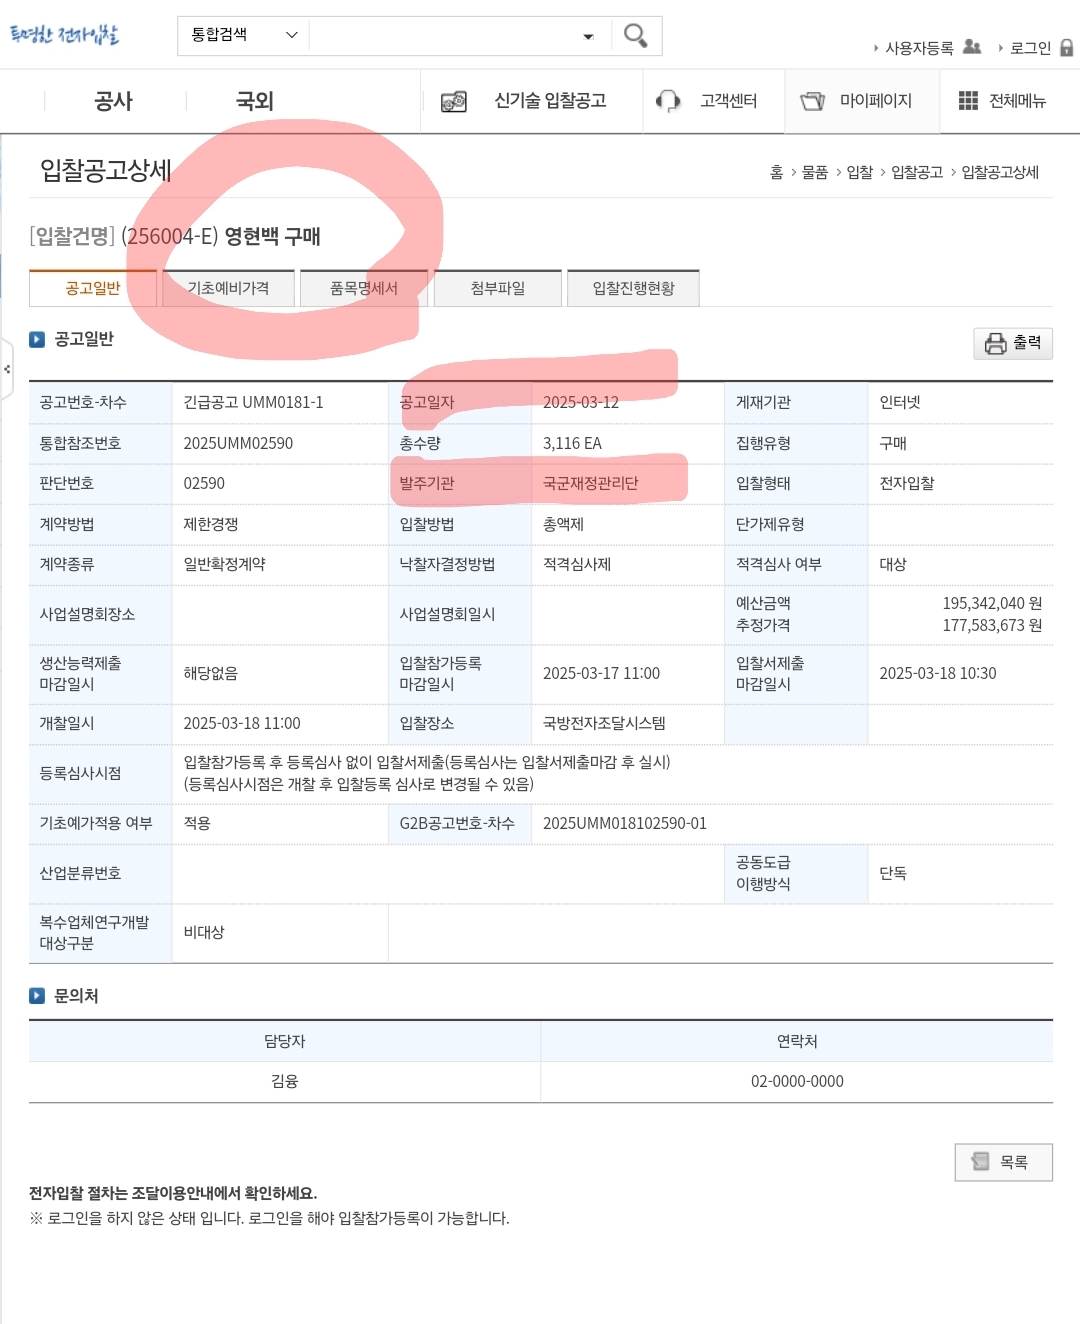 투명한 전자입찰
통합검색
사용자등록 로그인
공사 국외 신기술 입찰공고 고객센터 마이페이지 전체메뉴
입찰공고상세
홈 > 물품 > 입찰 > 입찰공고 > 입찰공고상세
[입찰건명] (256004-E) 영현백 구매
공고일반 기초예비가격 품목명세서 첨부파일 입찰진행현황
공고일반
출력
공고번호-차수 긴급공고 UMM0181-1 공고일자 2025-03-12 게재기관 인터넷
통합참조번호 2025UMM02590 총수량 3,116 EA 집행유형 구매
판단번호 02590 발주기관 국군재정관리단 입찰형태 전자입찰
계약방법 제한경쟁 입찰방법 총액제 단가제유형
계약종류 일반확정계약 낙찰자결정방법 적격심사제 적격심사 여부 대상
사업설명회장소 사업설명회일시 예산금액 195,342,040 원
추정가격 177,583,673 원
생산능력제출 마감일시 해당없음 입찰참가등록 마감일시 2025-03-17 11:00 입찰서제출 마감일시 2025-03-18 10:30
개찰일시 2025-03-18 11:00 입찰장소 국방전자조달시스템
등록심사시점 입찰참가등록 후 등록심사 없이 입찰서제출(등록심사는 입찰서제출마감 후 실시)
(등록심사시점은 개찰 후 입찰등록 심사로 변경될 수 있음)
기초예가적용 여부 적용 G2B공고번호-차수 2025UMM018102590-01
산업분류번호 공동도급 이행방식 단독
복수업체연구개발 대상구분 비대상
문의처
담당자 연락처
김융 02-0000-0000
목록
전자입찰 절차는 조달이용안내에서 확인하세요.
※ 로그인을 하지 않은 상태 입니다. 로그인을 해야 입찰참가등록이 가능합니다.